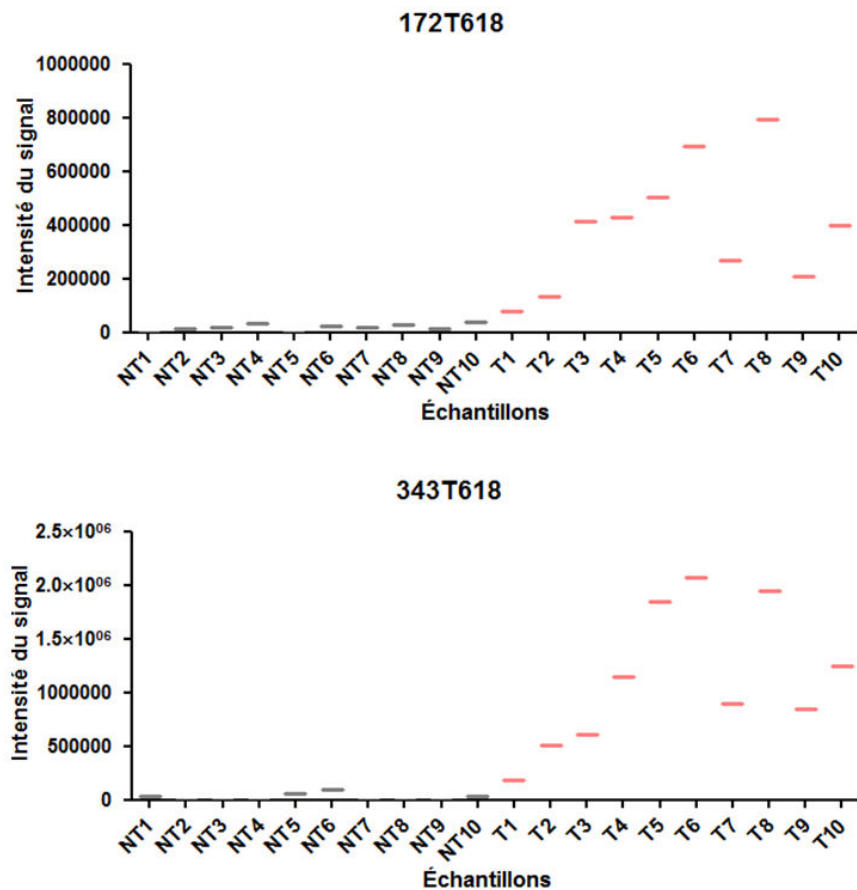 172T618
1000000
800000
600000
400000
200000
0
Intensité du signal
NT1 NT2 NT3 NT4 NT5 NT6 NT7 NT8 NT9 NT10 T1 T2 T3 T4 T5 T6 T7 T8 T9 T10
Échantillons
343T618
2.5×10⁰⁶
2.0×10⁰⁶
1.5×10⁰⁶
1000000
500000
0
Intensité du signal
NT1 NT2 NT3 NT4 NT5 NT6 NT7 NT8 NT9 NT10 T1 T2 T3 T4 T5 T6 T7 T8 T9 T10
Échantillons